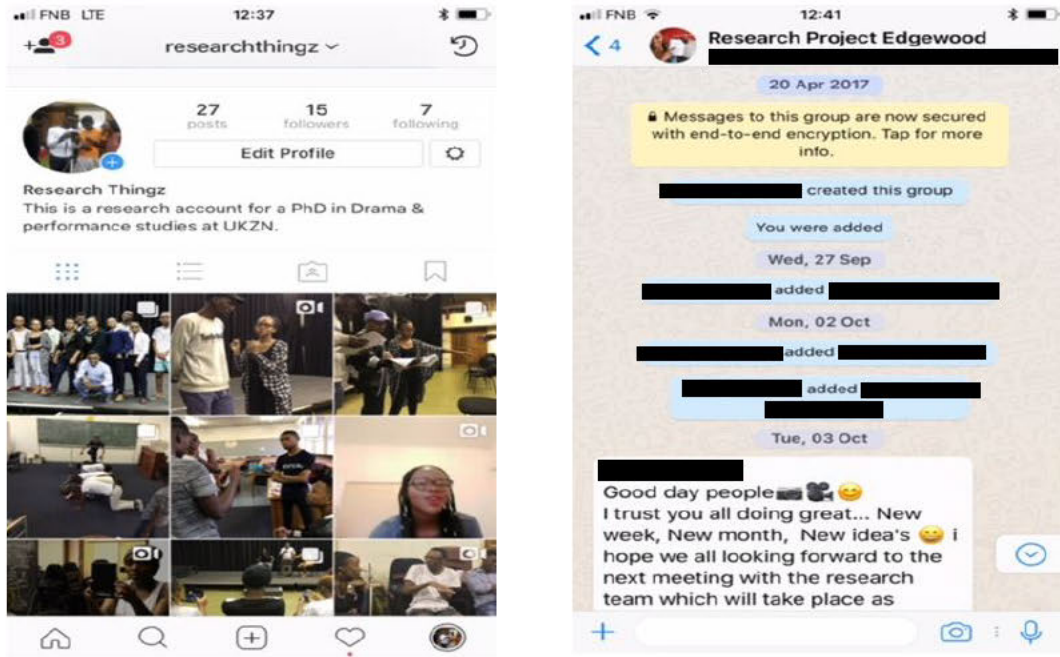 FNB LTE 12:37
3
researchthingz
27 15 7
posts followers following
Edit Profile
Research Thingz
This is a research account for a PhD in Drama &
performance studies at UKZN.
FNB 12:41
4 Research Project Edgewood
20 Apr 2017
Messages to this group are now secured
with end-to-end encryption. Tap for more
info.
created this group
You were added
Wed, 27 Sep
added
Mon, 02 Oct
added
added
Tue, 03 Oct
Good day people
I trust you all doing great... New
week, New month, New idea's i
hope we all looking forward to the
next meeting with the research
team which will take place as